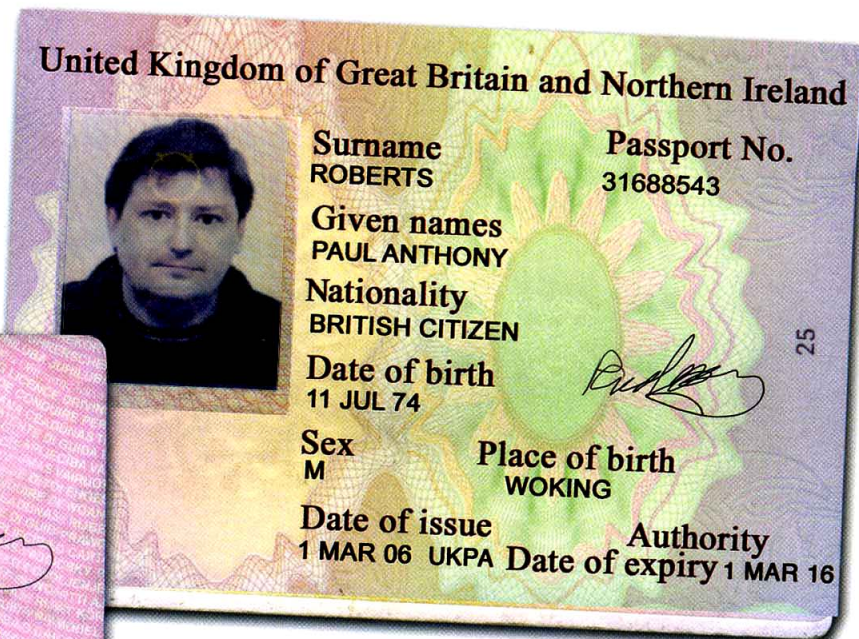 United Kingdom of Great Britain and Northern Ireland
Surname
ROBERTS
Passport No.
31688543
Given names
PAUL ANTHONY
Nationality
BRITISH CITIZEN
Date of birth
11 JUL 74
Sex
M
Place of birth
WOKING
Date of issue
1 MAR 06 UKPA
Authority
Date of expiry 1 MAR 16
25